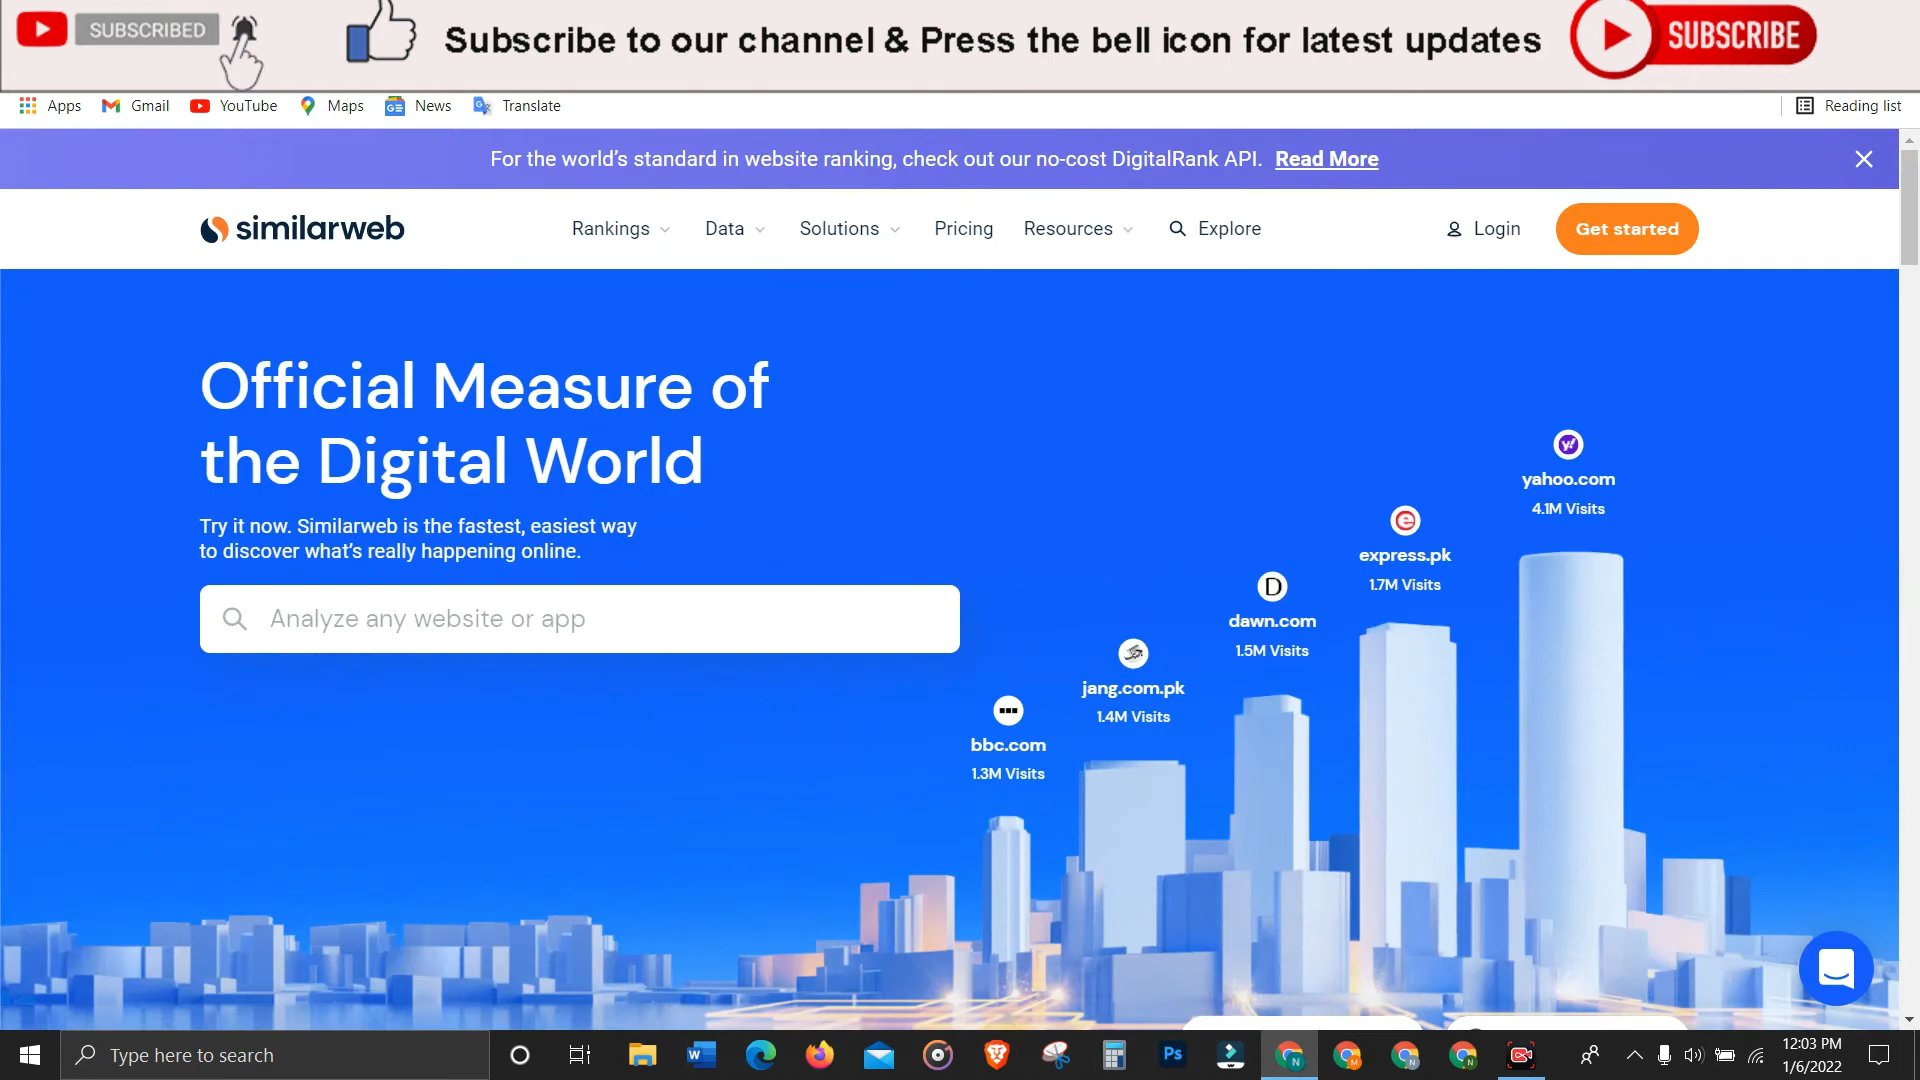 SUBSCRIBED
Subscribe to our channel & Press the bell icon for latest updates
SUBSCRIBE
Apps
Gmail
YouTube
Maps
News
Translate
Reading list
For the world's standard in website ranking, check out our no-cost DigitalRank API. Read More
similarweb
Rankings
Data
Solutions
Pricing
Resources
Explore
Login
Get started
Official Measure of
the Digital World
Try it now. Similarweb is the fastest, easiest way
to discover what's really happening online.
Analyze any website or app
yahoo.com
4.1M Visits
express.pk
1.7M Visits
D
dawn.com
1.5M Visits
jang.com.pk
1.4M Visits
bbc.com
1.3M Visits
Type here to search
Ps
12:03 PM
1/6/2022